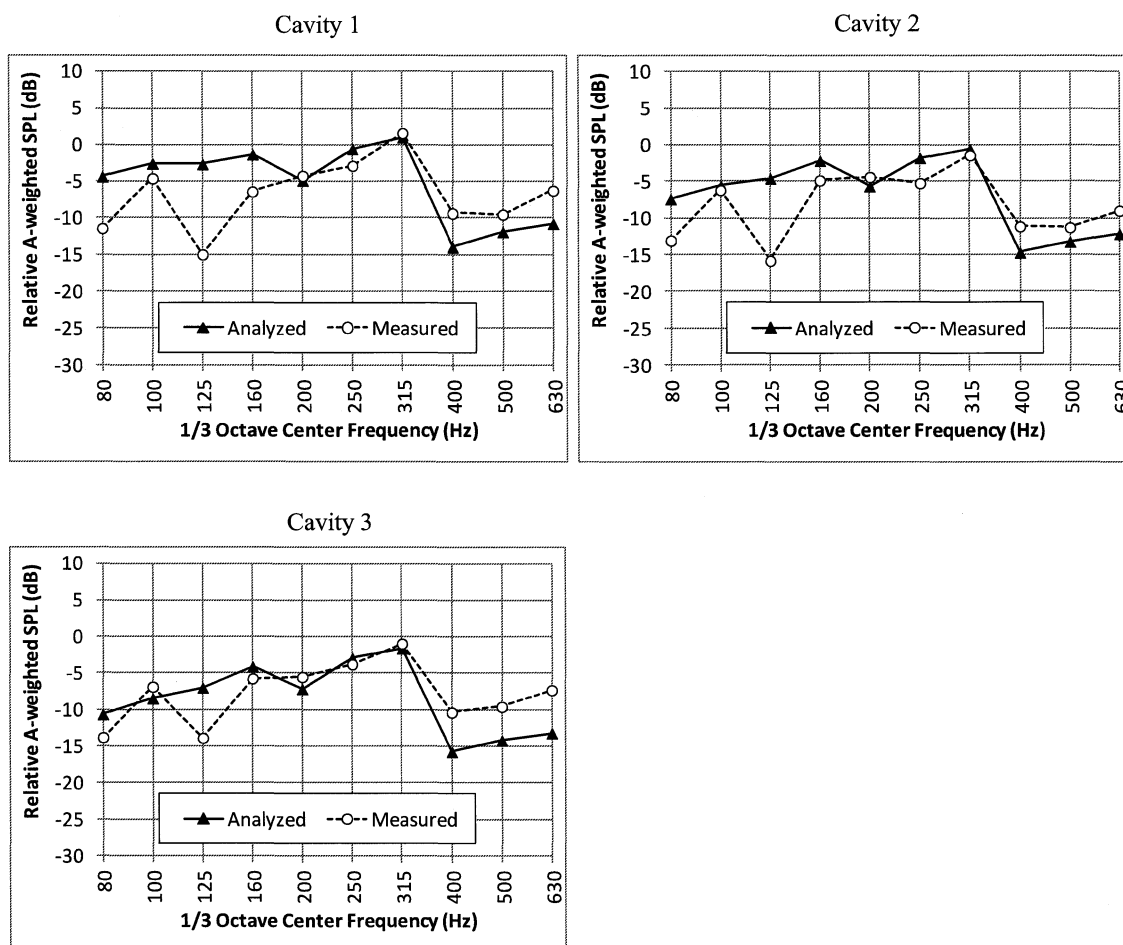 Cavity 1
Relative A-weighted SPL (dB)
10
5
0
-5
-10
-15
-20
-25
-30
Analyzed Measured
80 100 125 160 200 250 315 400 500 630
1/3 Octave Center Frequency (Hz)
Cavity 2
Relative A-weighted SPL (dB)
10
5
0
-5
-10
-15
-20
-25
-30
Analyzed Measured
80 100 125 160 200 250 315 400 500 630
1/3 Octave Center Frequency (Hz)
Cavity 3
Relative A-weighted SPL (dB)
10
5
0
-5
-10
-15
-20
-25
-30
Analyzed Measured
80 100 125 160 200 250 315 400 500 630
1/3 Octave Center Frequency (Hz)